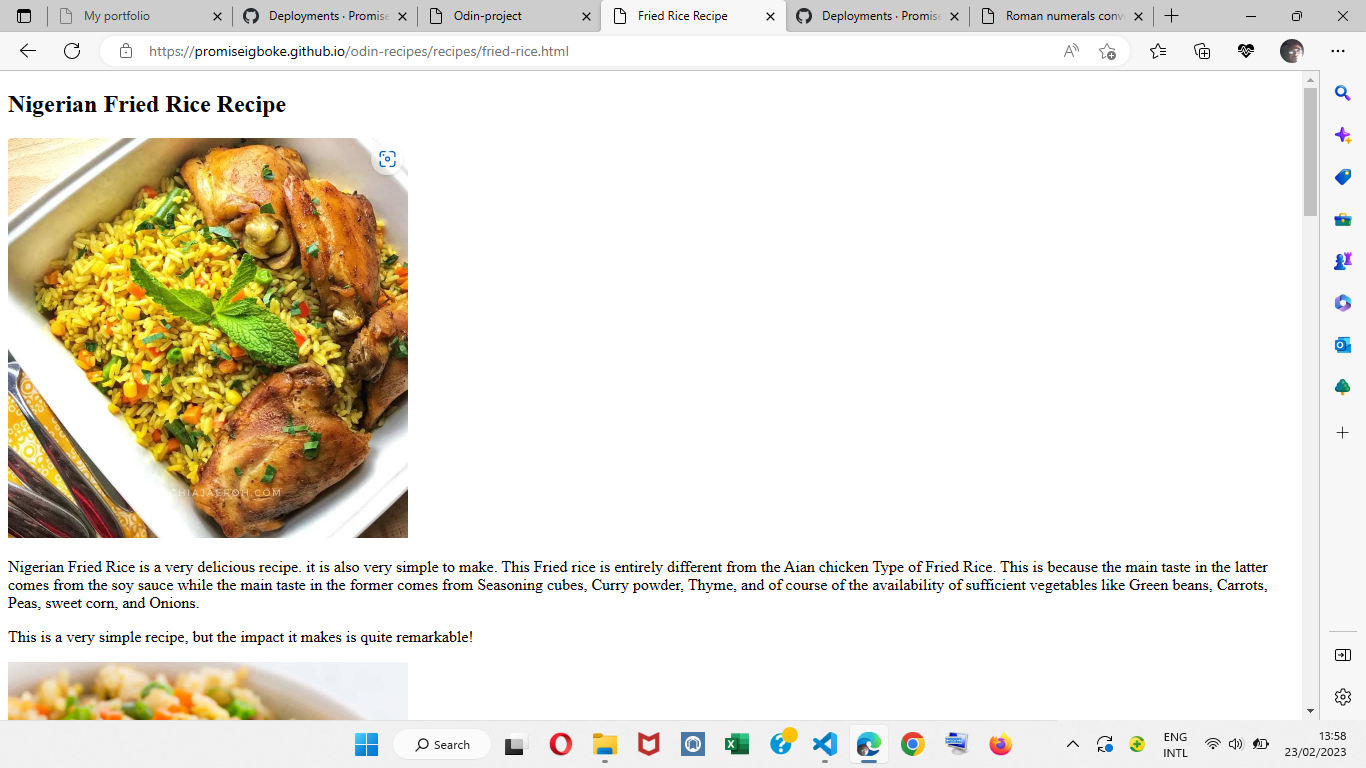 My portfolio
Deployments · Promise
Odin-project
Fried Rice Recipe
Deployments · Promise
Roman numerals conv
https://promiseigboke.github.io/odin-recipes/recipes/fried-rice.html
Nigerian Fried Rice Recipe
Nigerian Fried Rice is a very delicious recipe. it is also very simple to make. This Fried rice is entirely different from the Aian chicken Type of Fried Rice. This is because the main taste in the latter
comes from the soy sauce while the main taste in the former comes from Seasoning cubes, Curry powder, Thyme, and of course of the availability of sufficient vegetables like Green beans, Carrots,
Peas, sweet corn, and Onions.
This is a very simple recipe, but the impact it makes is quite remarkable!
Search
ENG
INTL
13:58
23/02/2023